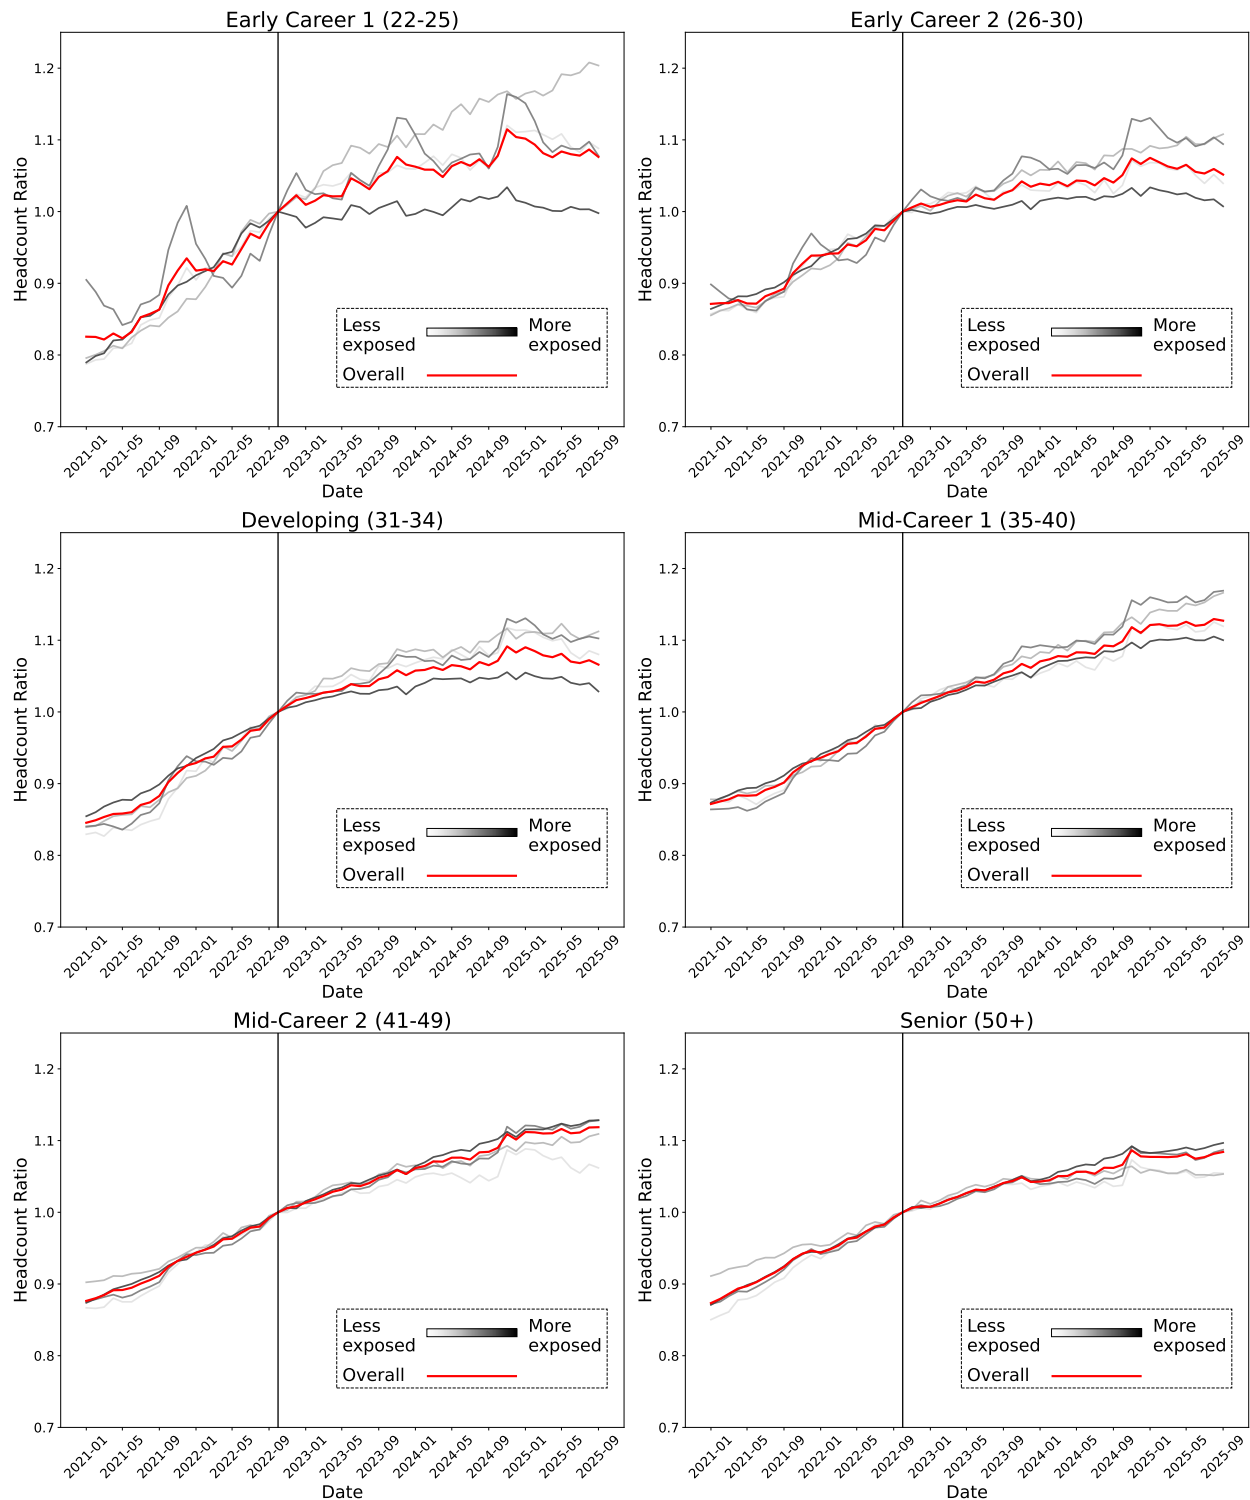 Early Career 1 (22-25)
Headcount Ratio
1.2
1.1
1.0
0.9
0.8
0.7
Less exposed
More exposed
Overall
2021-01 2021-05 2021-09 2022-01 2022-05 2022-09 2023-01 2023-05 2023-09 2024-01 2024-05 2024-09 2025-01 2025-05 2025-09
Date
Early Career 2 (26-30)
Headcount Ratio
1.2
1.1
1.0
0.9
0.8
0.7
Less exposed
More exposed
Overall
2021-01 2021-05 2021-09 2022-01 2022-05 2022-09 2023-01 2023-05 2023-09 2024-01 2024-05 2024-09 2025-01 2025-05 2025-09
Date
Developing (31-34)
Headcount Ratio
1.2
1.1
1.0
0.9
0.8
0.7
Less exposed
More exposed
Overall
2021-01 2021-05 2021-09 2022-01 2022-05 2022-09 2023-01 2023-05 2023-09 2024-01 2024-05 2024-09 2025-01 2025-05 2025-09
Date
Mid-Career 1 (35-40)
Headcount Ratio
1.2
1.1
1.0
0.9
0.8
0.7
Less exposed
More exposed
Overall
2021-01 2021-05 2021-09 2022-01 2022-05 2022-09 2023-01 2023-05 2023-09 2024-01 2024-05 2024-09 2025-01 2025-05 2025-09
Date
Mid-Career 2 (41-49)
Headcount Ratio
1.2
1.1
1.0
0.9
0.8
0.7
Less exposed
More exposed
Overall
2021-01 2021-05 2021-09 2022-01 2022-05 2022-09 2023-01 2023-05 2023-09 2024-01 2024-05 2024-09 2025-01 2025-05 2025-09
Date
Senior (50+)
Headcount Ratio
1.2
1.1
1.0
0.9
0.8
0.7
Less exposed
More exposed
Overall
2021-01 2021-05 2021-09 2022-01 2022-05 2022-09 2023-01 2023-05 2023-09 2024-01 2024-05 2024-09 2025-01 2025-05 2025-09
Date